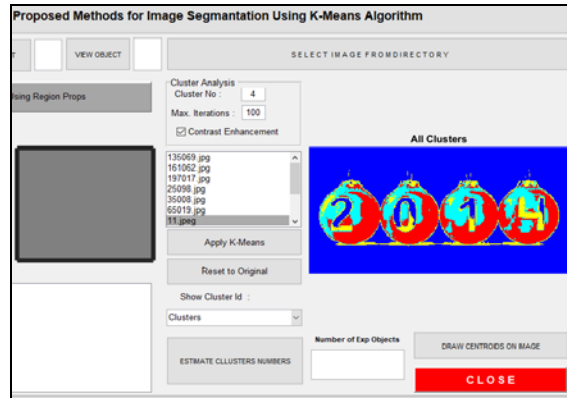 Proposed Methods for Image Segmantation Using K-Means Algorithm
VIEW OBJECT
SELECT IMAGE FROMDIRECTORY
sing Region Props
Cluster Analysis
Cluster No :
4
Max. Iterations :
100
Contrast Enhancement
135069.jpg
161062.jpg
197017.jpg
25098.jpg
35008.jpg
65019.jpg
11.jpeg
Apply K-Means
Reset to Original
Show Cluster Id :
Clusters
ESTIMATE CLLUSTERS NUMBERS
All Clusters
2014
Number of Exp Objects
DRAW CENTROIDS ON IMAGE
CLOSE